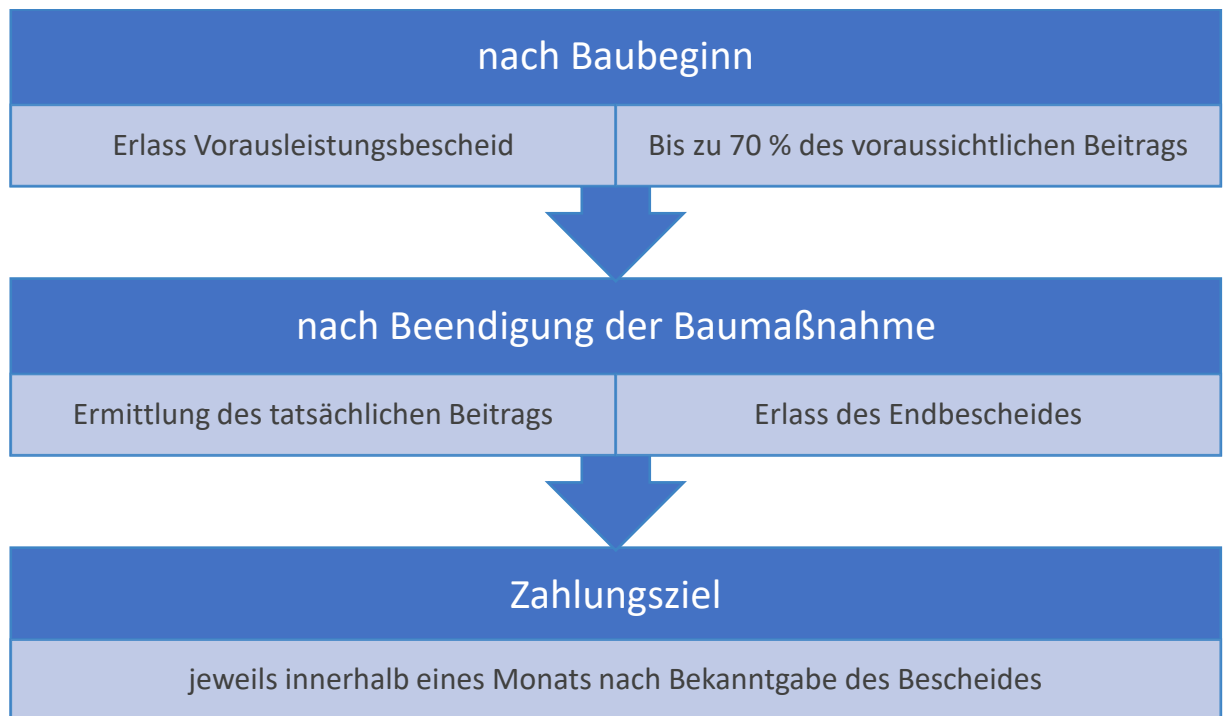 nach Baubeginn
Erlass Vorausleistungsbescheid
Bis zu 70 % des voraussichtlichen Beitrags
nach Beendigung der Baumaßnahme
Ermittlung des tatsächlichen Beitrags
Erlass des Endbescheides
Zahlungsziel
jeweils innerhalb eines Monats nach Bekanntgabe des Bescheides